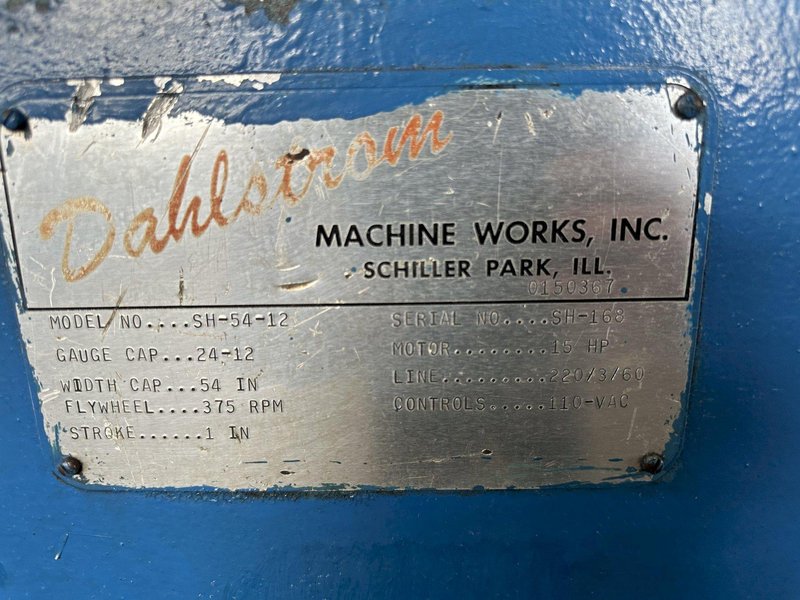 Dahlstrom
MACHINE WORKS, INC.
SCHILLER PARK, ILL.
0150367
MODEL NO....SH-54-12
GAUGE CAP...24-12
WIDTH CAP...54 IN
FLYWHEEL....375 RPM
STROKE......1 IN
SERIAL NO....SH-168
MOTOR........15 HP
LINE.........220/3/60
CONTROLS.....110-VAC